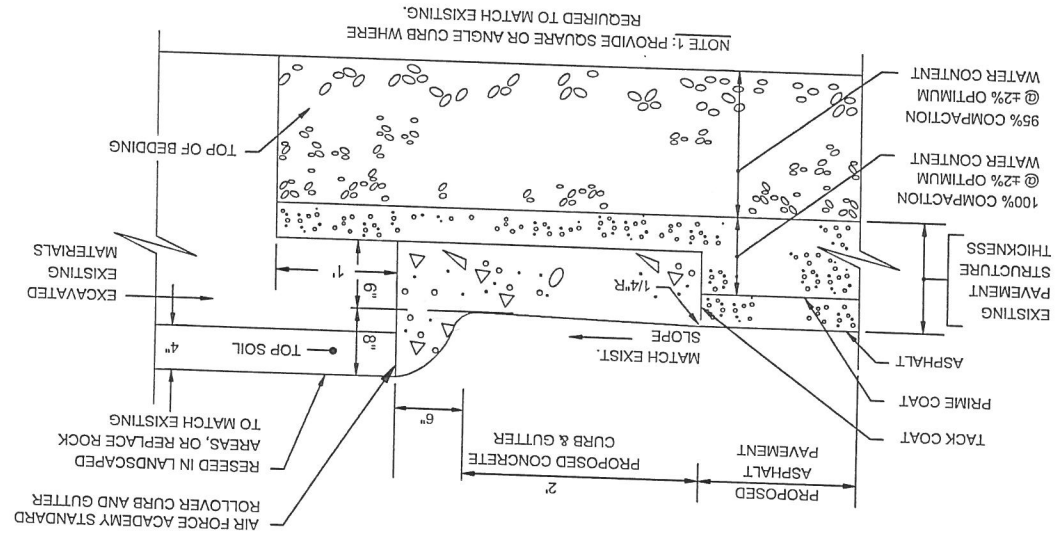 AIR FORCE ACADEMY STANDARD
ROLLOVER CURB AND GUTTER
RESEED IN LANDSCAPED
AREAS, OR REPLACE ROCK
TO MATCH EXISTING
6"
2'
PROPOSED CONCRETE
CURB & GUTTER
PROPOSED
ASPHALT
PAVEMENT
TACK COAT
PRIME COAT
ASPHALT
4"
TOP SOIL
8"
MATCH EXIST.
SLOPE
1/4"R
EXCAVATED
EXISTING
MATERIALS
1'
6"
EXISTING
PAVEMENT
STRUCTURE
THICKNESS
100% COMPACTION
@ ±2% OPTIMUM
WATER CONTENT
TOP OF BEDDING
95% COMPACTION
@ ±2% OPTIMUM
WATER CONTENT
NOTE 1: PROVIDE SQUARE OR ANGLE CURB WHERE
REQUIRED TO MATCH EXISTING.